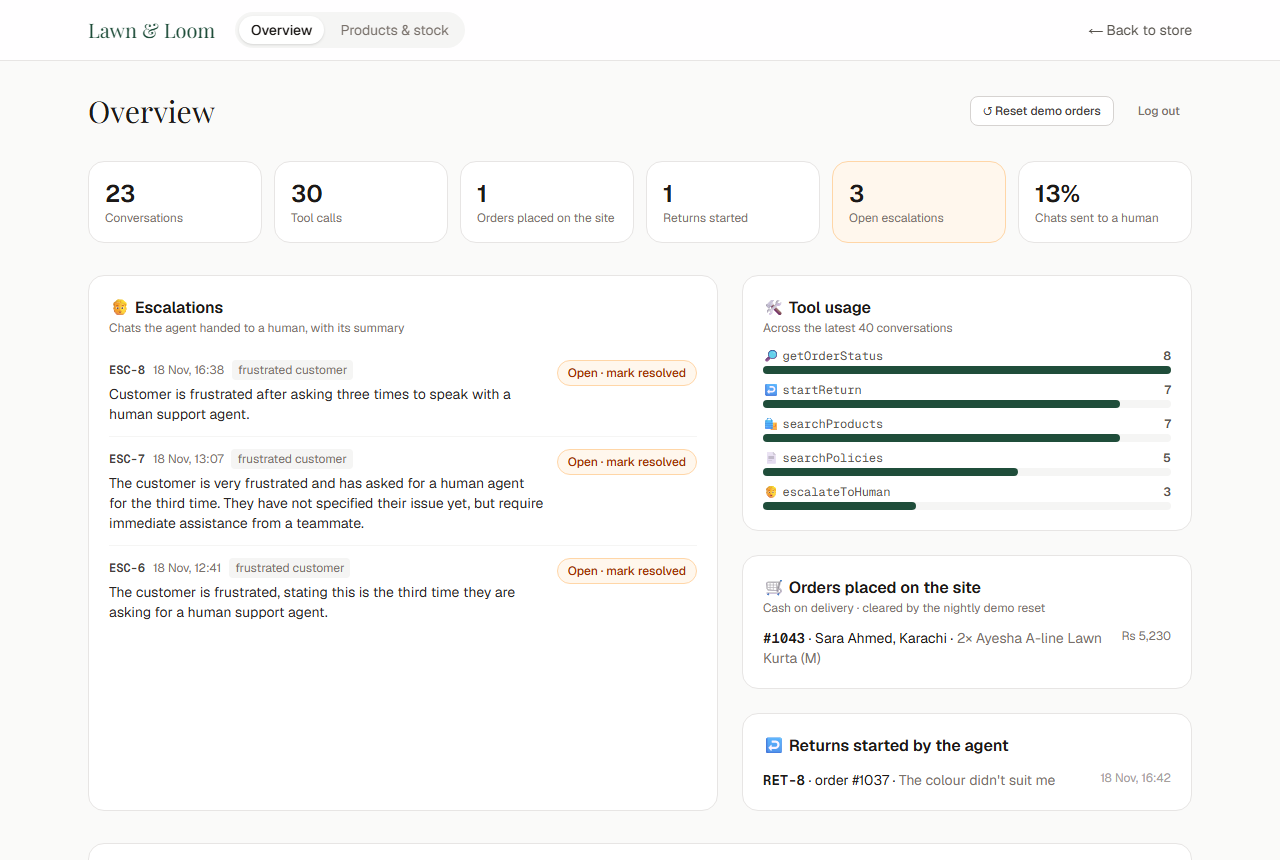 Lawn & Loom
Overview
Products & stock
← Back to store
Overview
↺ Reset demo orders
Log out
23
Conversations
30
Tool calls
1
Orders placed on the site
1
Returns started
3
Open escalations
13%
Chats sent to a human
Escalations
Chats the agent handed to a human, with its summary
ESC-8 18 Nov, 16:38 frustrated customer
Open · mark resolved
Customer is frustrated after asking three times to speak with a
human support agent.
ESC-7 18 Nov, 13:07 frustrated customer
Open · mark resolved
The customer is very frustrated and has asked for a human agent
for the third time. They have not specified their issue yet, but require
immediate assistance from a teammate.
ESC-6 18 Nov, 12:41 frustrated customer
Open · mark resolved
The customer is frustrated, stating this is the third time they are
asking for a human support agent.
Tool usage
Across the latest 40 conversations
getOrderStatus 8
startReturn 7
searchProducts 7
searchPolicies 5
escalateToHuman 3
Orders placed on the site
Cash on delivery · cleared by the nightly demo reset
#1043 · Sara Ahmed, Karachi · 2× Ayesha A-line Lawn Rs 5,230
Kurta (M)
Returns started by the agent
RET-8 · order #1037 · The colour didn't suit me 18 Nov, 16:42